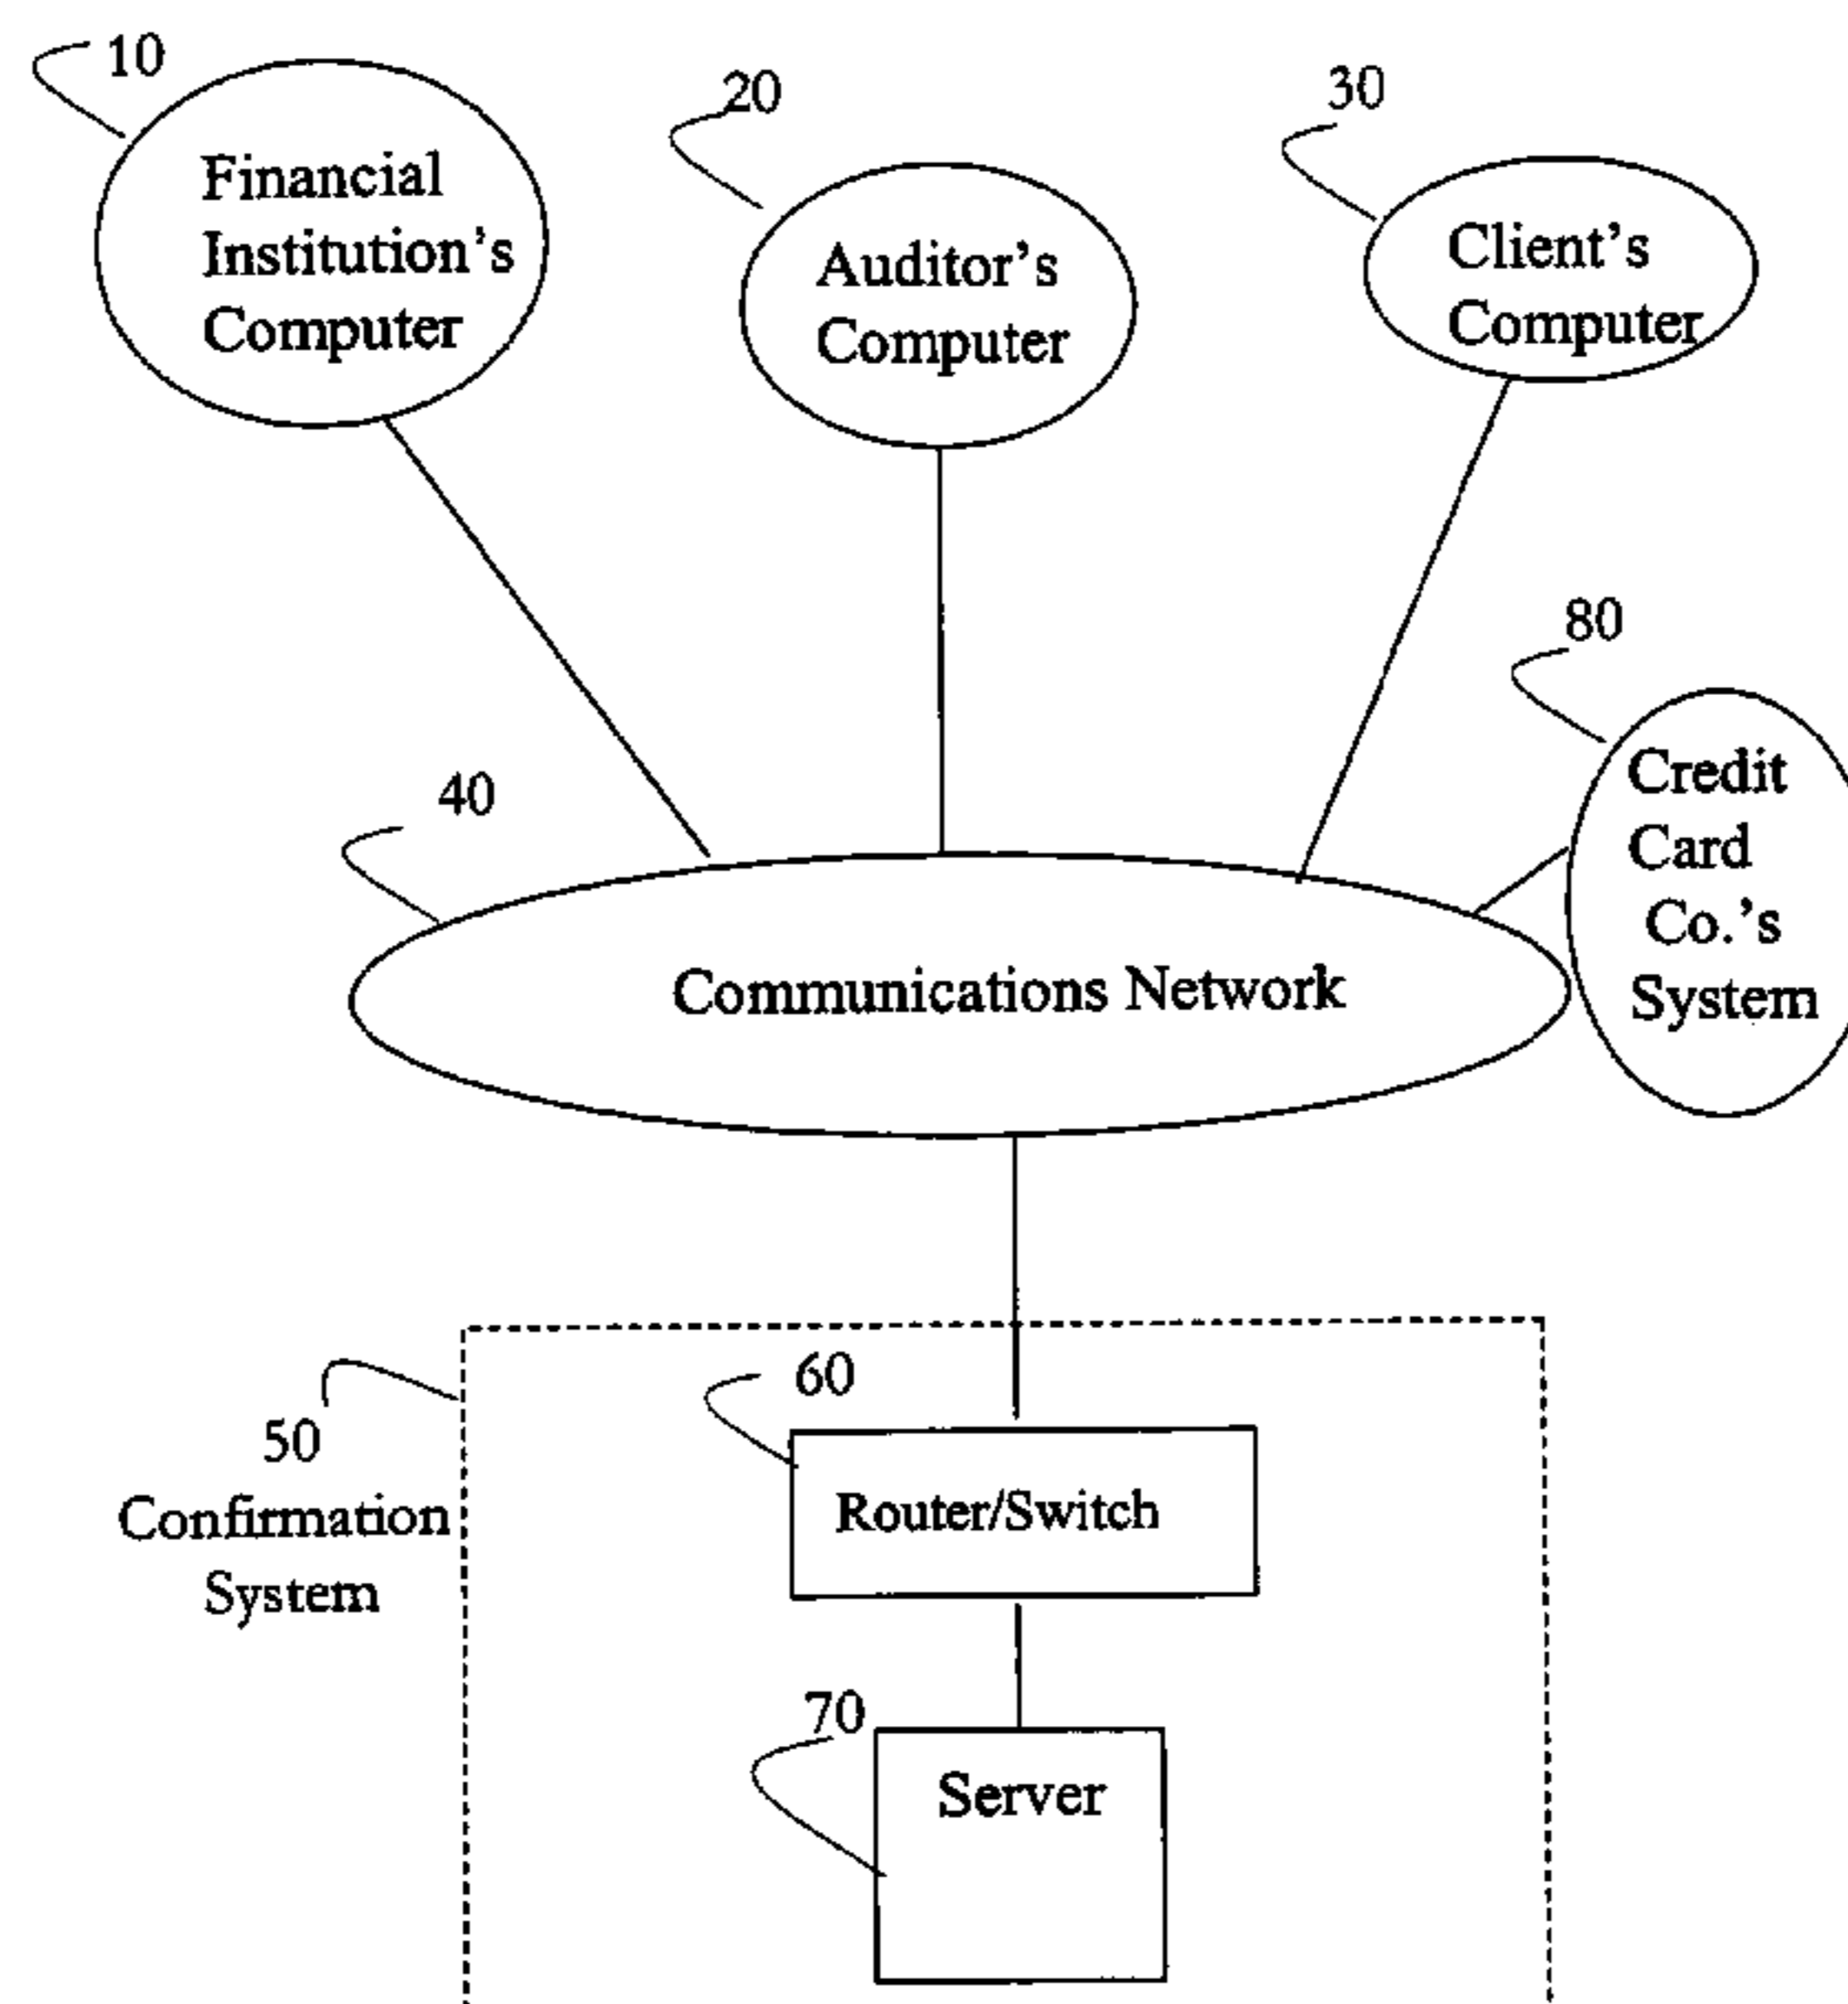 10
Financial
Institution's
Computer
20
Auditor's
Computer
30
Client's
Computer
80
Credit
Card
Co.'s
System
40
Communications Network
50
Confirmation
System
60
Router/Switch
70
Server